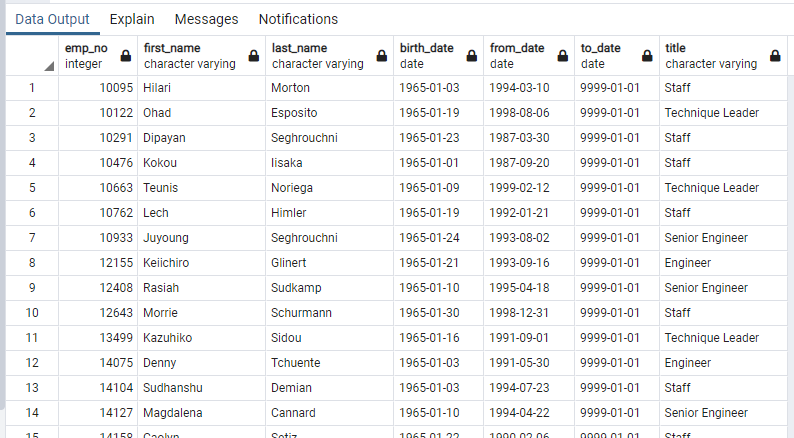 Data Output Explain Messages Notifications
emp_no first_name last_name birth_date from_date to_date title
integer character varying character varying date date date character varying
1 10095 Hilari Morton 1965-01-03 1994-03-10 9999-01-01 Staff
2 10122 Ohad Esposito 1965-01-19 1998-08-06 9999-01-01 Technique Leader
3 10291 Dipayan Seghrouchni 1965-01-23 1987-03-30 9999-01-01 Staff
4 10476 Kokou Iisaka 1965-01-01 1987-09-20 9999-01-01 Staff
5 10663 Teunis Noriega 1965-01-09 1999-02-12 9999-01-01 Technique Leader
6 10762 Lech Himler 1965-01-19 1992-01-21 9999-01-01 Staff
7 10933 Juyoung Seghrouchni 1965-01-24 1993-08-02 9999-01-01 Senior Engineer
8 12155 Keiichiro Glinert 1965-01-21 1993-09-16 9999-01-01 Engineer
9 12408 Rasiah Sudkamp 1965-01-10 1995-04-18 9999-01-01 Senior Engineer
10 12643 Morrie Schurmann 1965-01-30 1998-12-31 9999-01-01 Staff
11 13499 Kazuhiko Sidou 1965-01-16 1991-09-01 9999-01-01 Technique Leader
12 14075 Denny Tchuente 1965-01-03 1991-05-30 9999-01-01 Engineer
13 14104 Sudhanshu Demian 1965-01-03 1994-07-23 9999-01-01 Staff
14 14127 Magdalena Cannard 1965-01-10 1994-04-22 9999-01-01 Senior Engineer
15 14158 1965-01-22 1990-02-06 9999-01-01 Staff